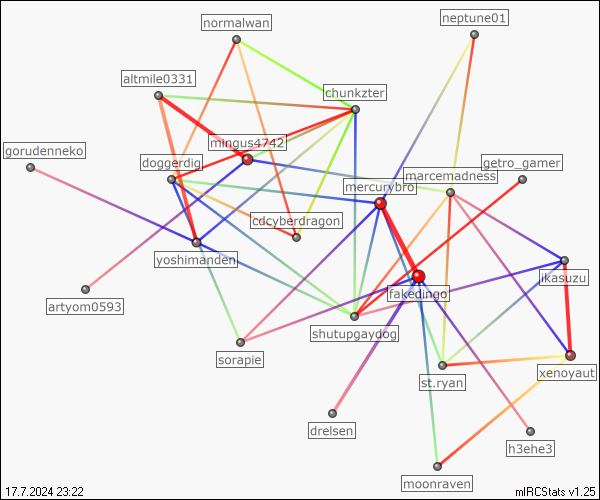 neptune01
normalwan
altmile0331
chunkzter
mingus4742
gorudenneko
doggerdig
getro_gamer
marcemadness
mercurybro
cdcyberdragon
yoshimanden
ikasuzu
fakedingo
artyom0593
shutupgaydog
sorapie
xenoyaut
st.ryan
drelsen
h3ehe3
moonraven
17.7.2024 23:22
mIRCStats v1.25